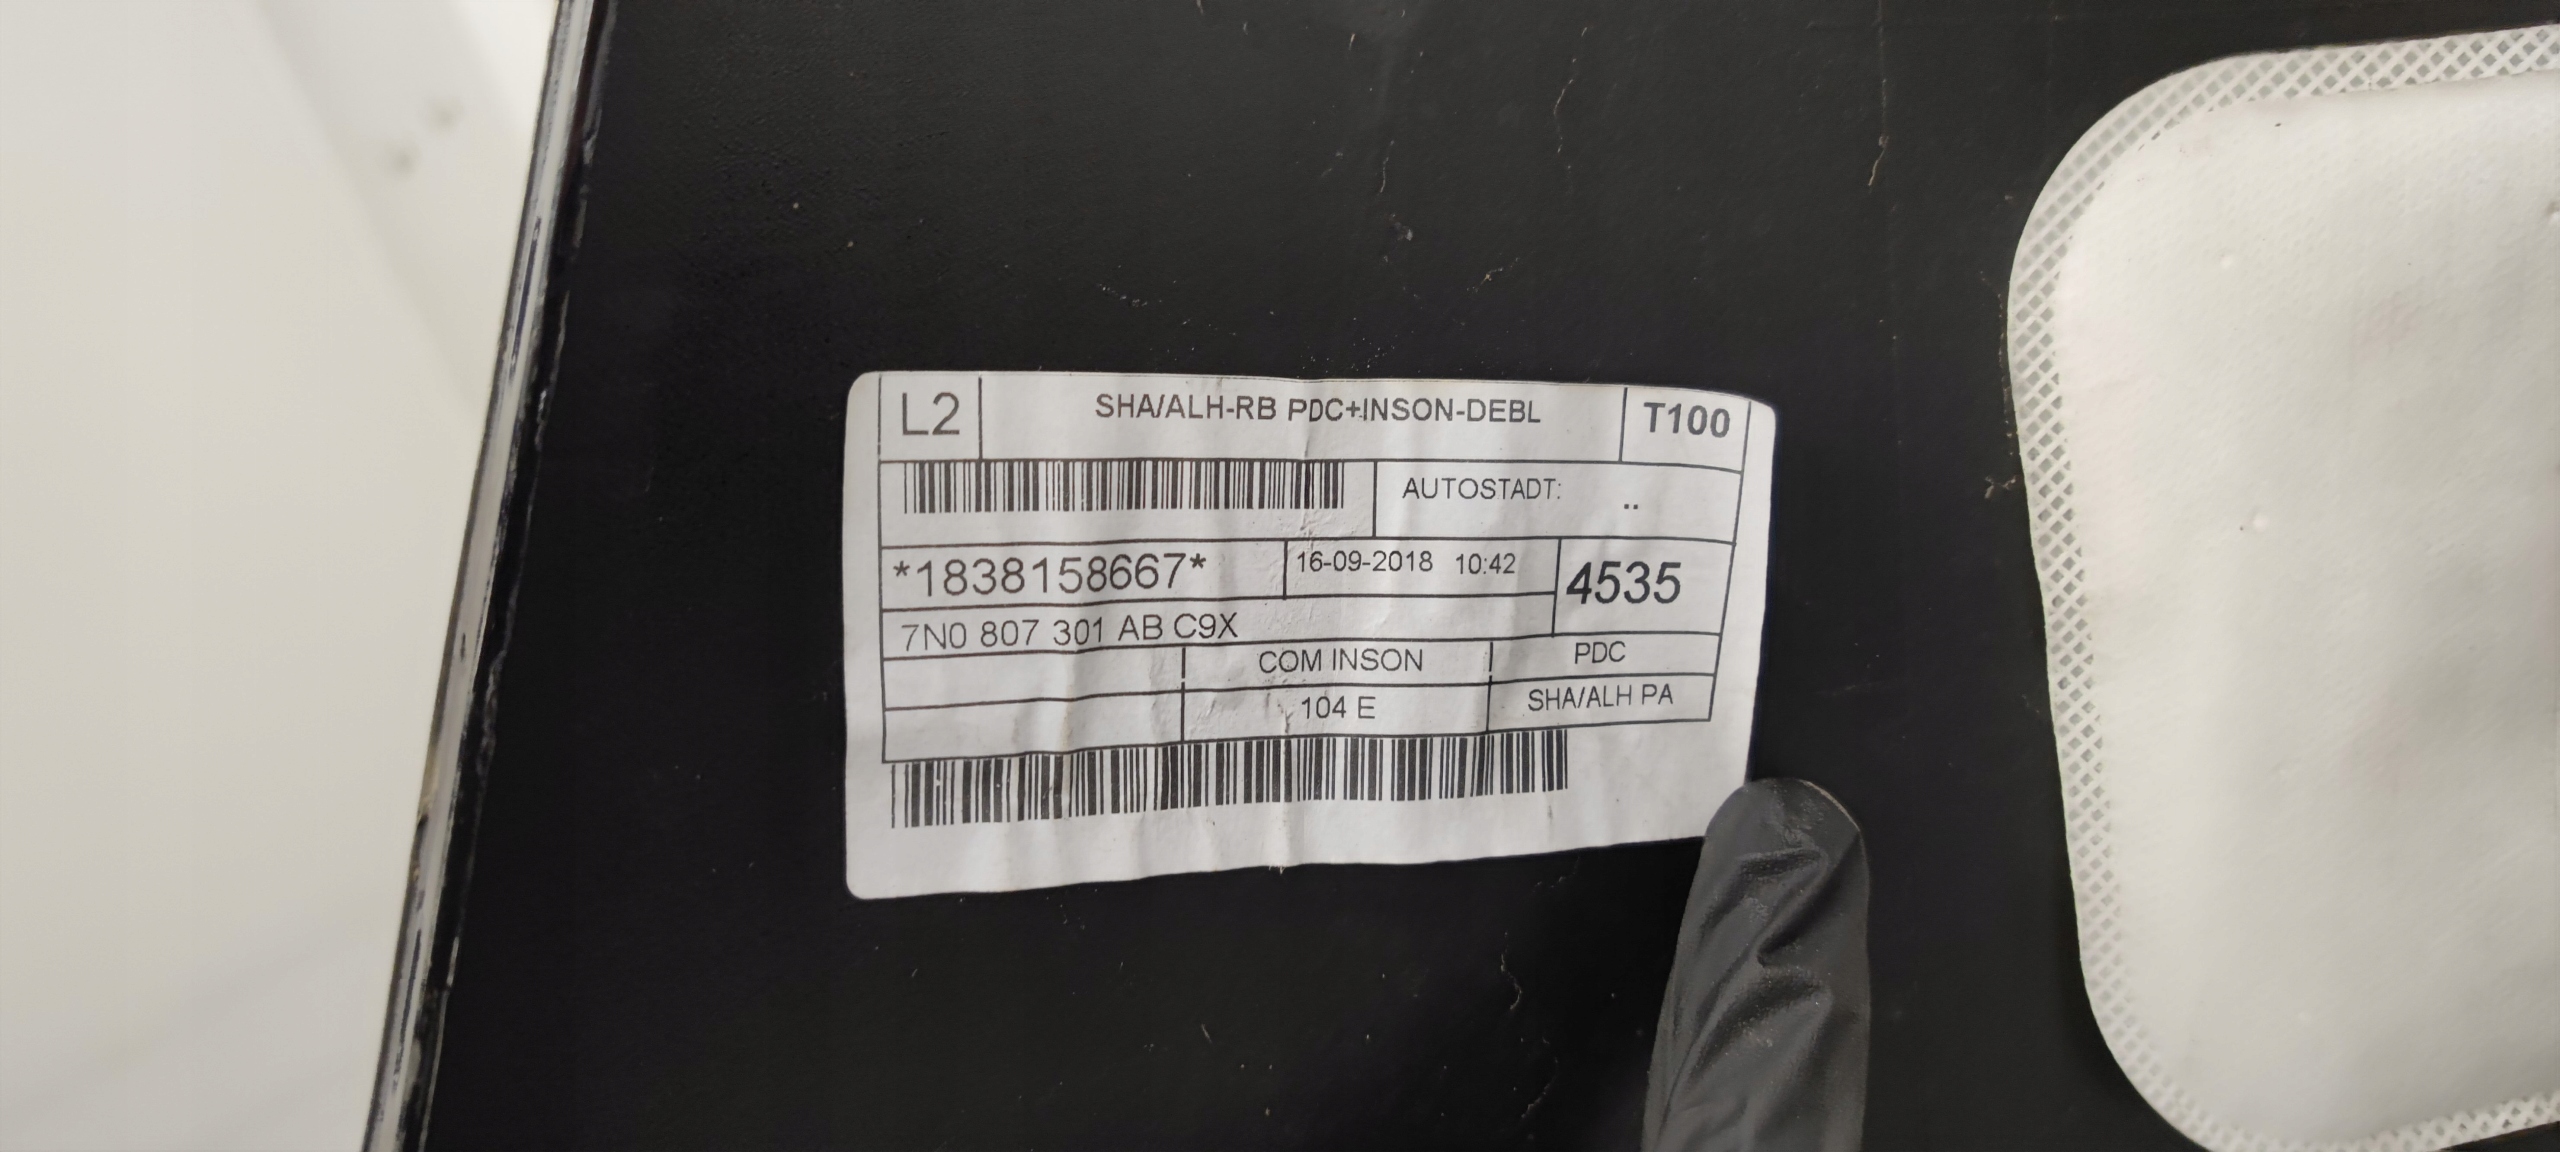 L2 SHA/ALH-RB PDC+INSON-DEBL T100
AUTOSTADT: ..
*1838158667* 16-09-2018 10:42 4535
7N0 807 301 AB C9X
COM INSON PDC
104 E SHA/ALH PA